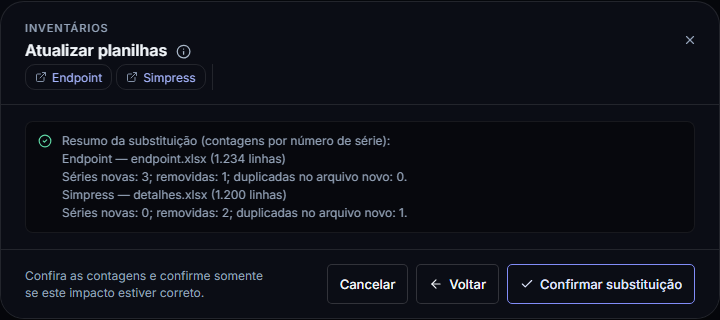 INVENTÁRIOS
Atualizar planilhas
Endpoint
Simpress
Resumo da substituição (contagens por número de série):
Endpoint — endpoint.xlsx (1.234 linhas)
Séries novas: 3; removidas: 1; duplicadas no arquivo novo: 0.
Simpress — detalhes.xlsx (1.200 linhas)
Séries novas: 0; removidas: 2; duplicadas no arquivo novo: 1.
Confira as contagens e confirme somente
se este impacto estiver correto.
Cancelar
Voltar
Confirmar substituição